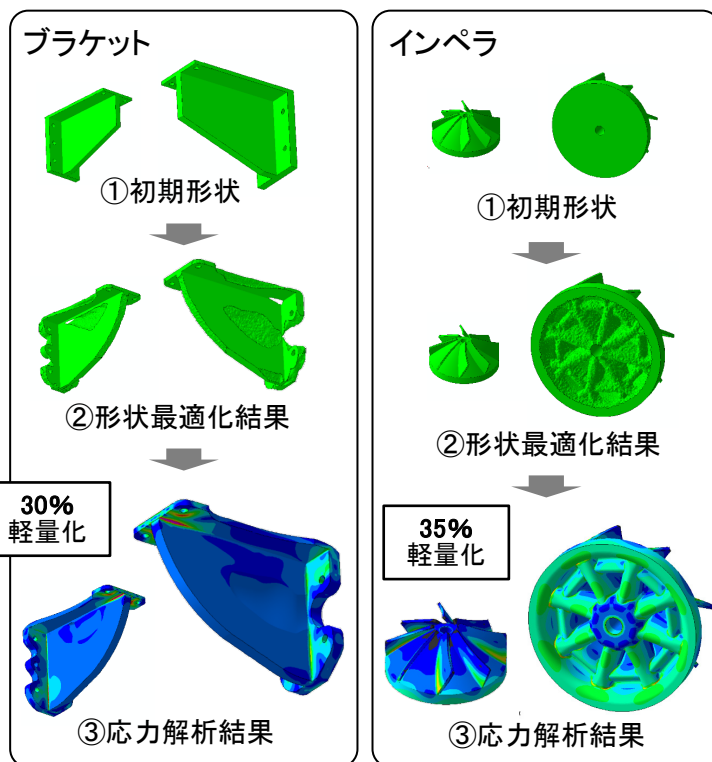 ブラケット
①初期形状
②形状最適化結果
30%
軽量化
③応力解析結果
インペラ
①初期形状
②形状最適化結果
35%
軽量化
③応力解析結果